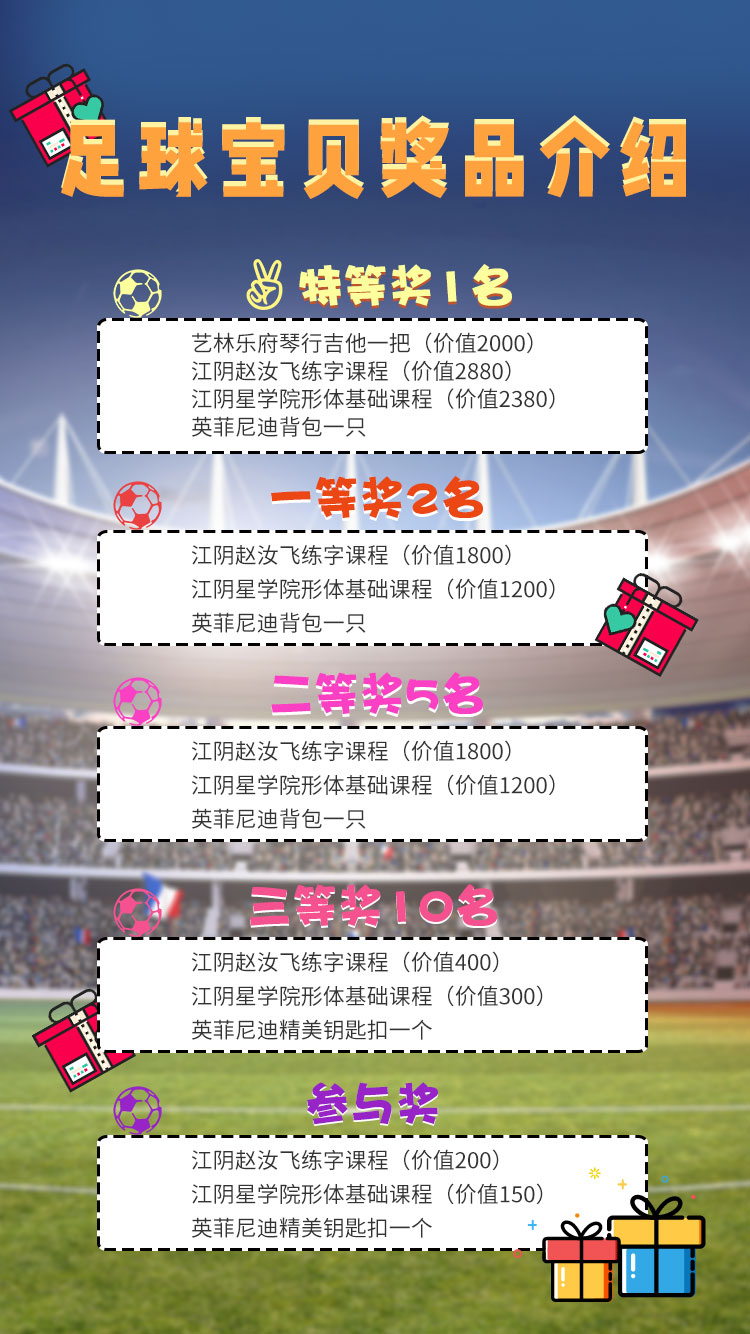 足球宝贝奖品介绍
特等奖1名
艺林乐府琴行吉他一把（价值2000）
江阴赵汝飞练字课程（价值2880）
江阴星学院形体基础课程（价值2380）
英菲尼迪背包一只
一等奖2名
江阴赵汝飞练字课程（价值1800）
江阴星学院形体基础课程（价值1200）
英菲尼迪背包一只
二等奖5名
江阴赵汝飞练字课程（价值1800）
江阴星学院形体基础课程（价值1200）
英菲尼迪背包一只
三等奖10名
江阴赵汝飞练字课程（价值400）
江阴星学院形体基础课程（价值300）
英菲尼迪精美钥匙扣一个
参与奖
江阴赵汝飞练字课程（价值200）
江阴星学院形体基础课程（价值150）
英菲尼迪精美钥匙扣一个